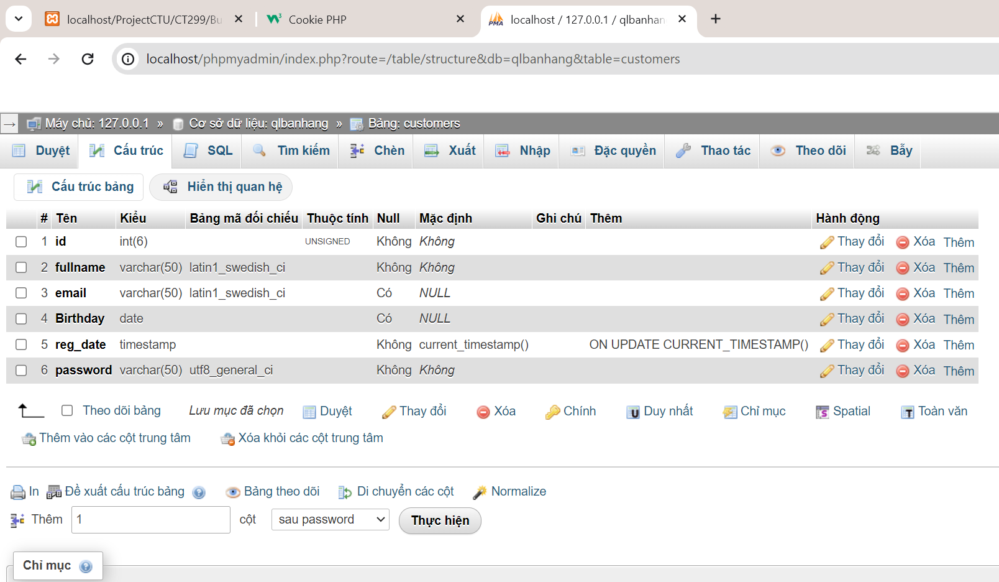 localhost/ProjectCTU/CT299/Bu
Cookie PHP
localhost / 127.0.0.1 / qlbanhan
localhost/phpmyadmin/index.php?route=/table/structure&db=qlbanhang&table=customers
Máy chủ: 127.0.0.1 » Cơ sở dữ liệu: qlbanhang » Bảng: customers
Duyệt Cấu trúc SQL Tìm kiếm Chèn Xuất Nhập Đặc quyền Thao tác Theo dõi Bẫy
Cấu trúc bảng Hiển thị quan hệ
# Tên Kiểu Bảng mã đối chiếu Thuộc tính Null Mặc định Ghi chú Thêm Hành động
1 id int(6) UNSIGNED Không Không Thay đổi Xóa Thêm
2 fullname varchar(50) latin1_swedish_ci Không Không Thay đổi Xóa Thêm
3 email varchar(50) latin1_swedish_ci Có NULL Thay đổi Xóa Thêm
4 Birthday date Có NULL Thay đổi Xóa Thêm
5 reg_date timestamp Không current_timestamp() ON UPDATE CURRENT_TIMESTAMP() Thay đổi Xóa Thêm
6 password varchar(50) utf8_general_ci Không Không Thay đổi Xóa Thêm
Theo dõi bảng Lưu mục đã chọn Duyệt Thay đổi Xóa Chính Duy nhất Chỉ mục Spatial Toàn văn
Thêm vào các cột trung tâm Xóa khỏi các cột trung tâm
In Đề xuất cấu trúc bảng Bảng theo dõi Di chuyển các cột Normalize
Thêm 1 cột sau password Thực hiện
Chỉ mục